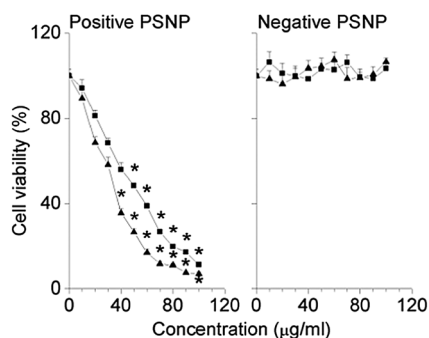 Positive PSNP Negative PSNP
120
80
40
0
Cell viability (%)
* * * * * *
* * * * * * *
0 40 80 120 0 40 80 120
Concentration (μg/ml)